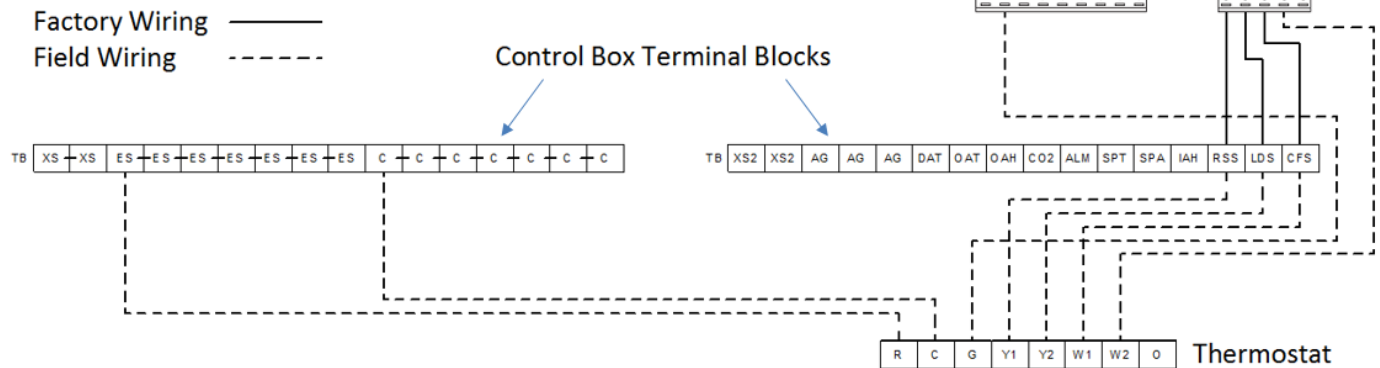 Factory Wiring
Field Wiring
Control Box Terminal Blocks
TB XS XS ES ES ES ES ES ES ES C C C C C C C
TB XS2 XS2 AG AG AG DAT OAT OAH CO2 ALM SPT SPA IAH RSS LDS CFS
R C G Y1 Y2 W1 W2 O Thermostat